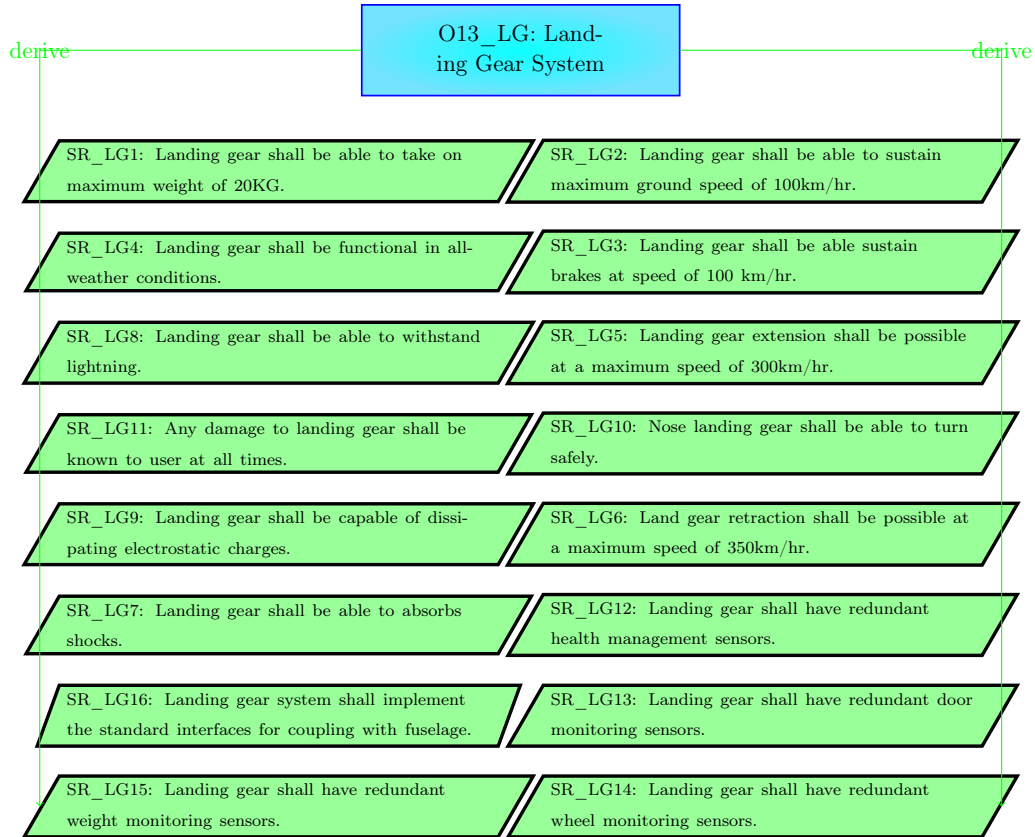 O13_LG: Land-
ing Gear System
derive
derive
SR_LG1: Landing gear shall be able to take on
maximum weight of 20KG.
SR_LG2: Landing gear shall be able to sustain
maximum ground speed of 100km/hr.
SR_LG4: Landing gear shall be functional in all-
weather conditions.
SR_LG3: Landing gear shall be able sustain
brakes at speed of 100 km/hr.
SR_LG8: Landing gear shall be able to withstand
lightning.
SR_LG5: Landing gear extension shall be possible
at a maximum speed of 300km/hr.
SR_LG11: Any damage to landing gear shall be
known to user at all times.
SR_LG10: Nose landing gear shall be able to turn
safely.
SR_LG9: Landing gear shall be capable of dissi-
pating electrostatic charges.
SR_LG6: Land gear retraction shall be possible at
a maximum speed of 350km/hr.
SR_LG7: Landing gear shall be able to absorbs
shocks.
SR_LG12: Landing gear shall have redundant
health management sensors.
SR_LG16: Landing gear system shall implement
the standard interfaces for coupling with fuselage.
SR_LG13: Landing gear shall have redundant door
monitoring sensors.
SR_LG15: Landing gear shall have redundant
weight monitoring sensors.
SR_LG14: Landing gear shall have redundant
wheel monitoring sensors.